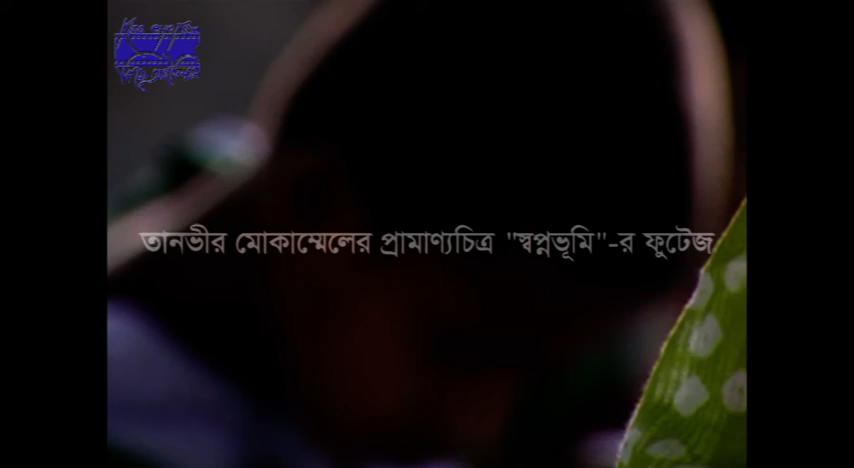 তানভীর মোকাম্মেলের প্রামাণ্যচিত্র "স্বপ্নভূমি"-র ফুটেজ